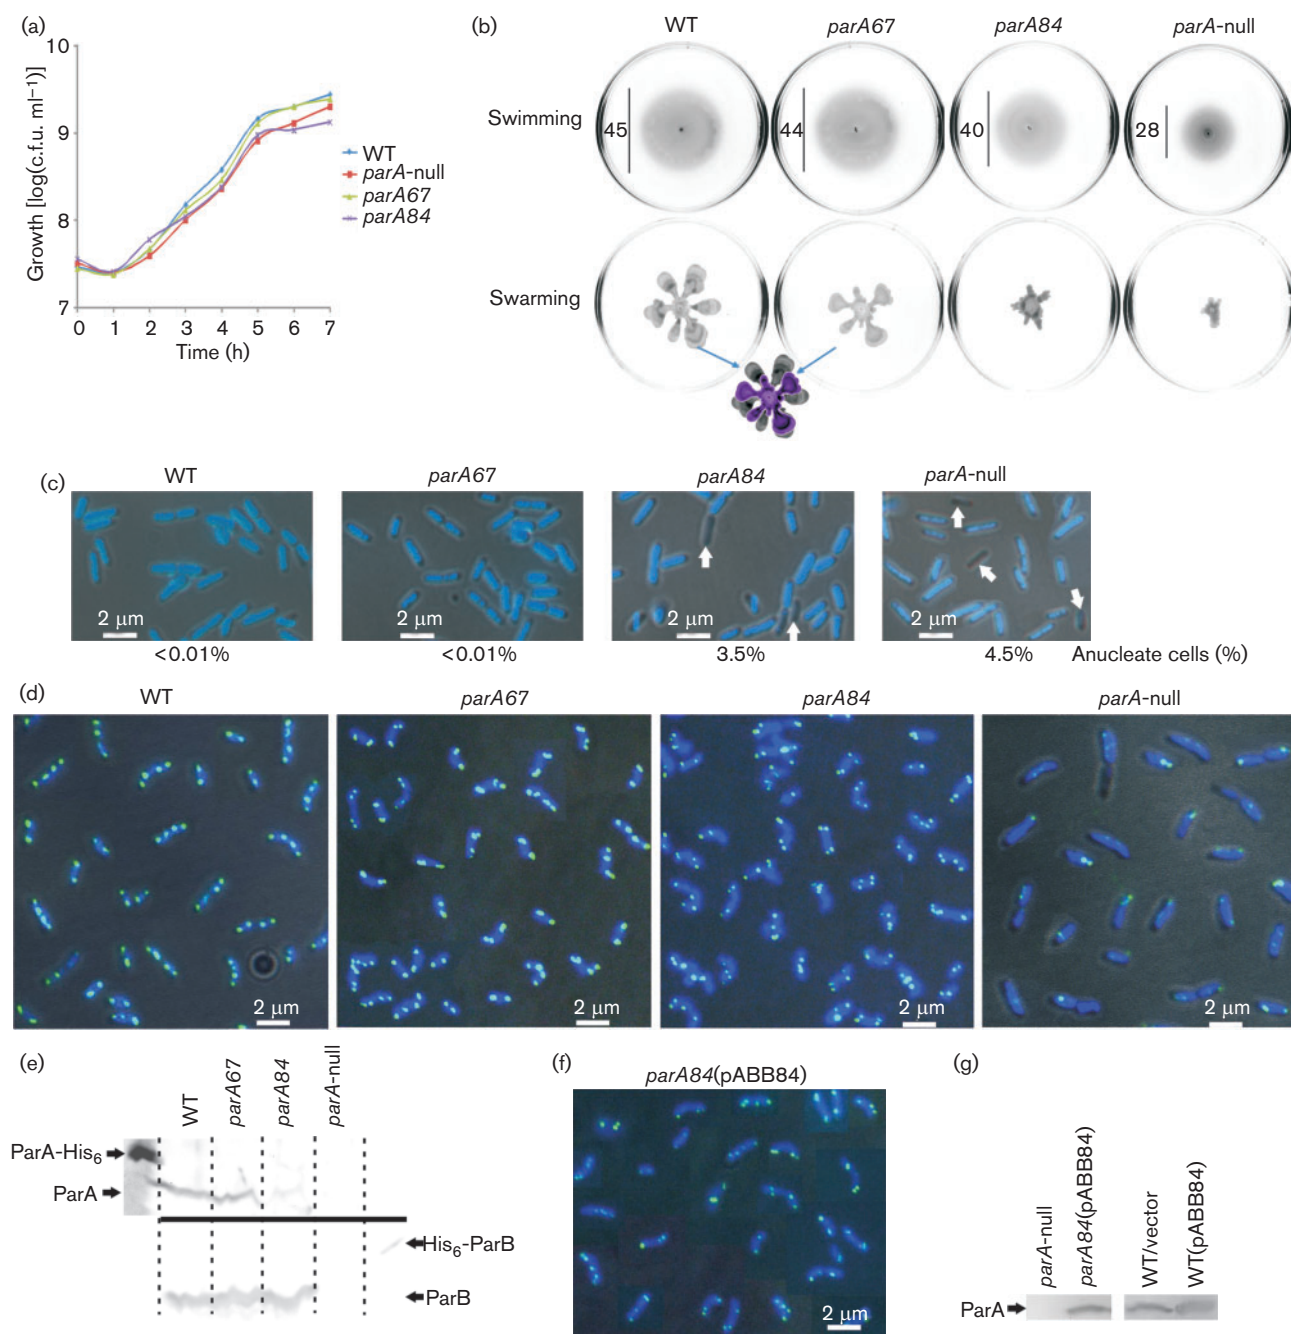 (a)
10
9
8
7
0 1 2 3 4 5 6 7
Growth [log(c.f.u. ml⁻¹)]
Time (h)
WT
parA-null
parA67
parA84
(b)
WT parA67 parA84 parA-null
Swimming
45 44 40 28
Swarming
(c)
WT parA67 parA84 parA-null
2 μm 2 μm 2 μm 2 μm
<0.01% <0.01% 3.5% 4.5% Anucleate cells (%)
(d)
WT parA67 parA84 parA-null
2 μm 2 μm 2 μm 2 μm
(e)
WT parA67 parA84 parA-null
ParA-His₆
ParA
His₆-ParB
ParB
(f)
parA84(pABB84)
2 μm
(g)
parA-null parA84(pABB84) WT/vector WT(pABB84)
ParA